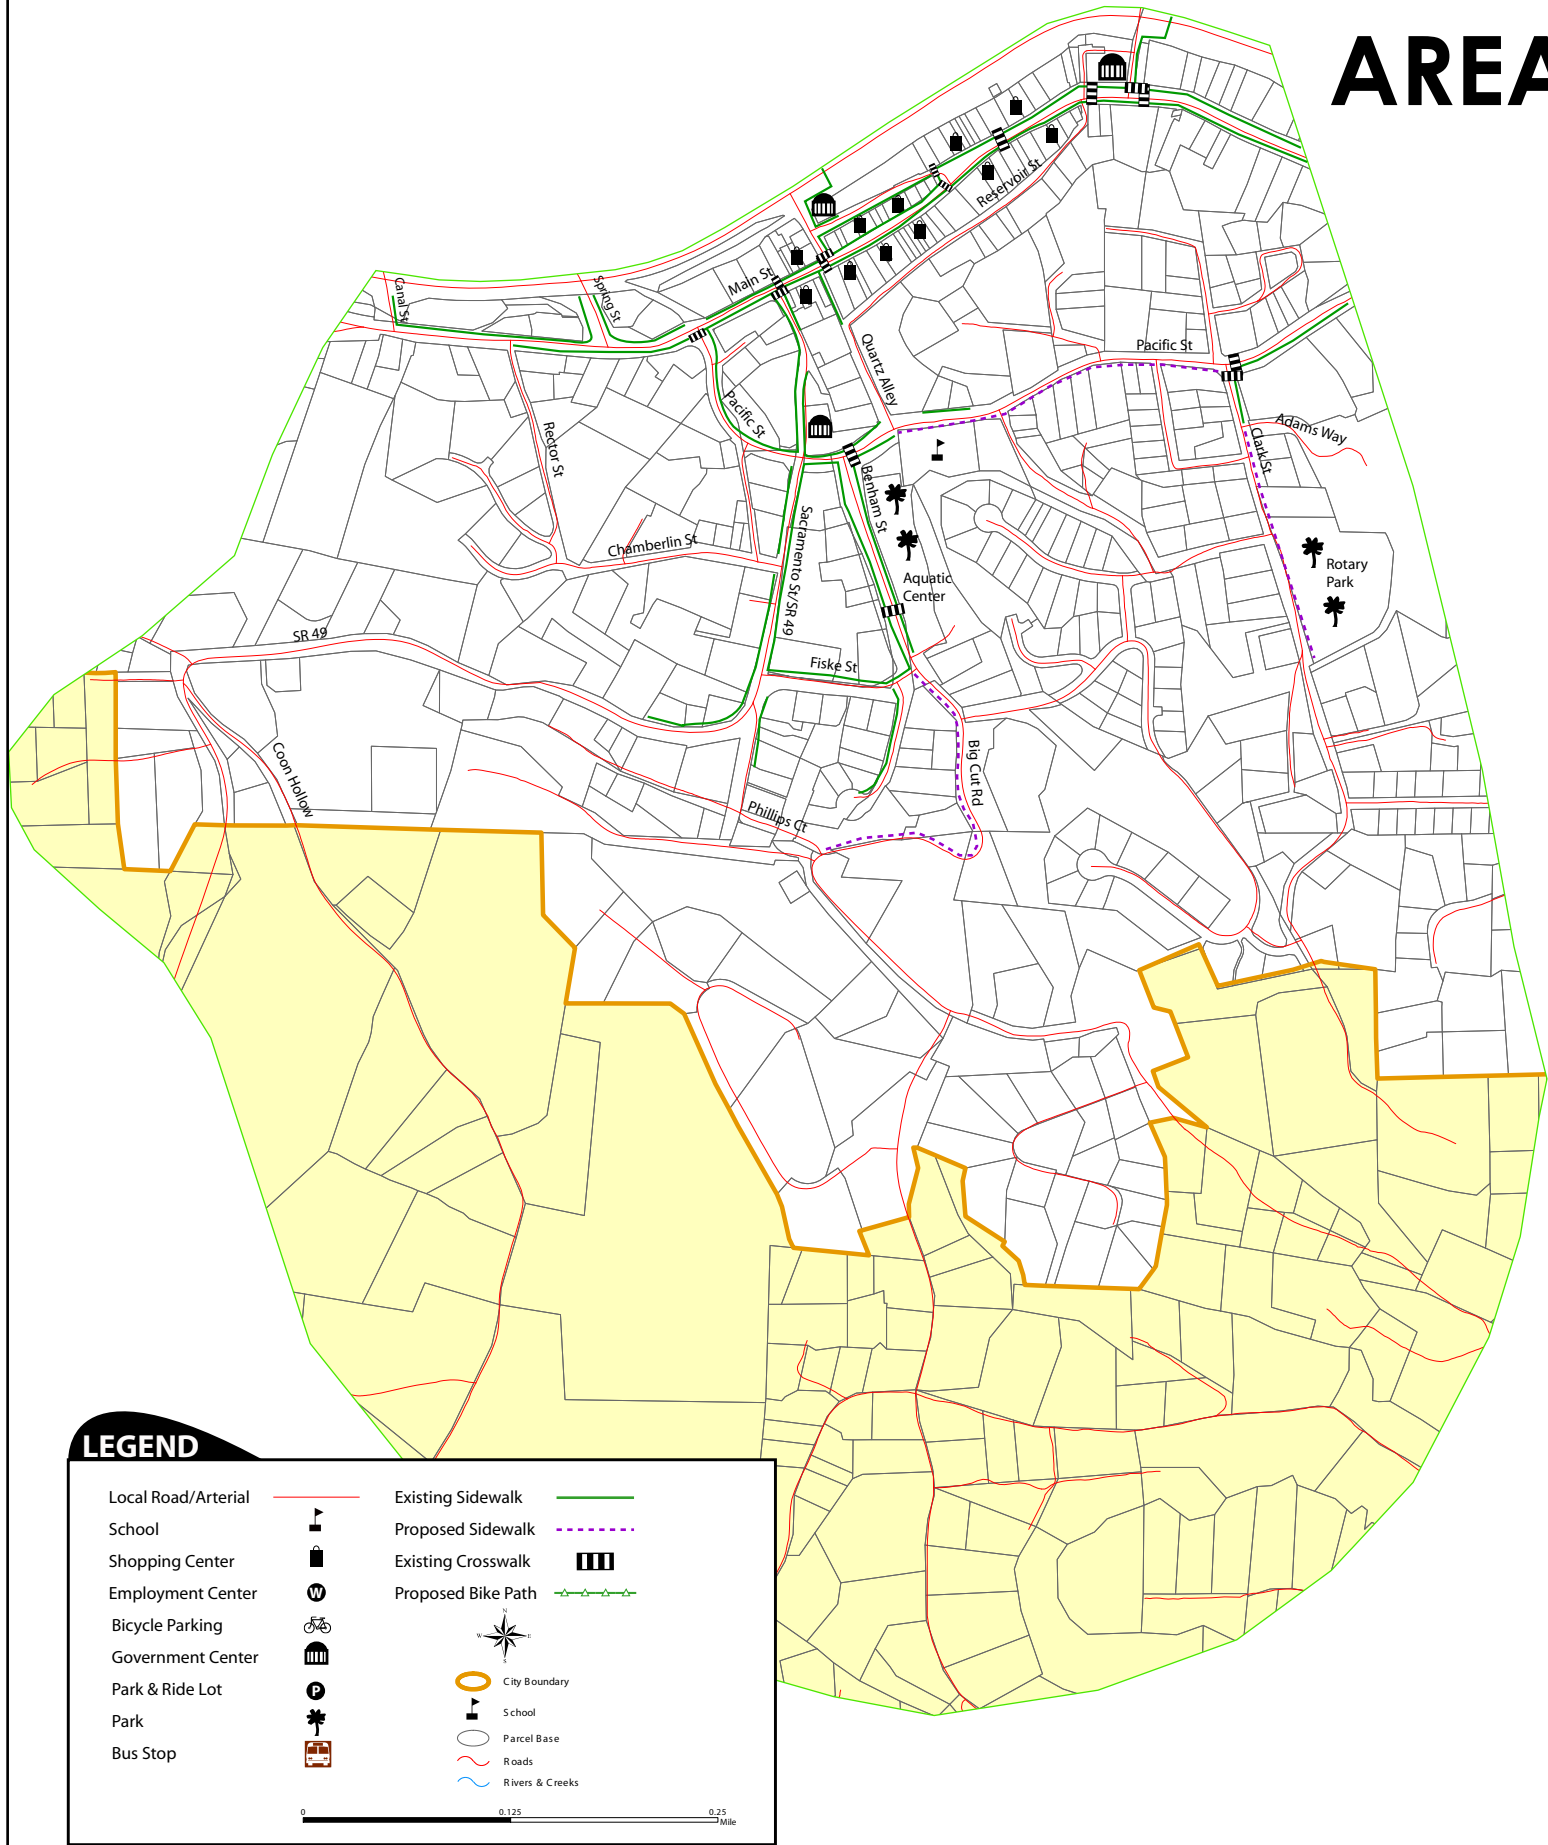 AREA
Canal St
Spring St
Main St
Reservoir St
Quartz Alley
Pacific St
Pacific St
Rector St
Adams Way
Clark St
Benham St
Sacramento St/SR 49
Chamberlin St
Aquatic
Center
Rotary
Park
SR 49
Fiske St
Coon Hollow
Big Cut Rd
Phillips Ct
LEGEND
Local Road/Arterial
School
Shopping Center
Employment Center
W
Bicycle Parking
Government Center
Park & Ride Lot
P
Park
Bus Stop
Existing Sidewalk
Proposed Sidewalk
Existing Crosswalk
Proposed Bike Path
N
W
E
S
City Boundary
School
Parcel Base
Roads
Rivers & Creeks
0
0.125
0.25
Mile